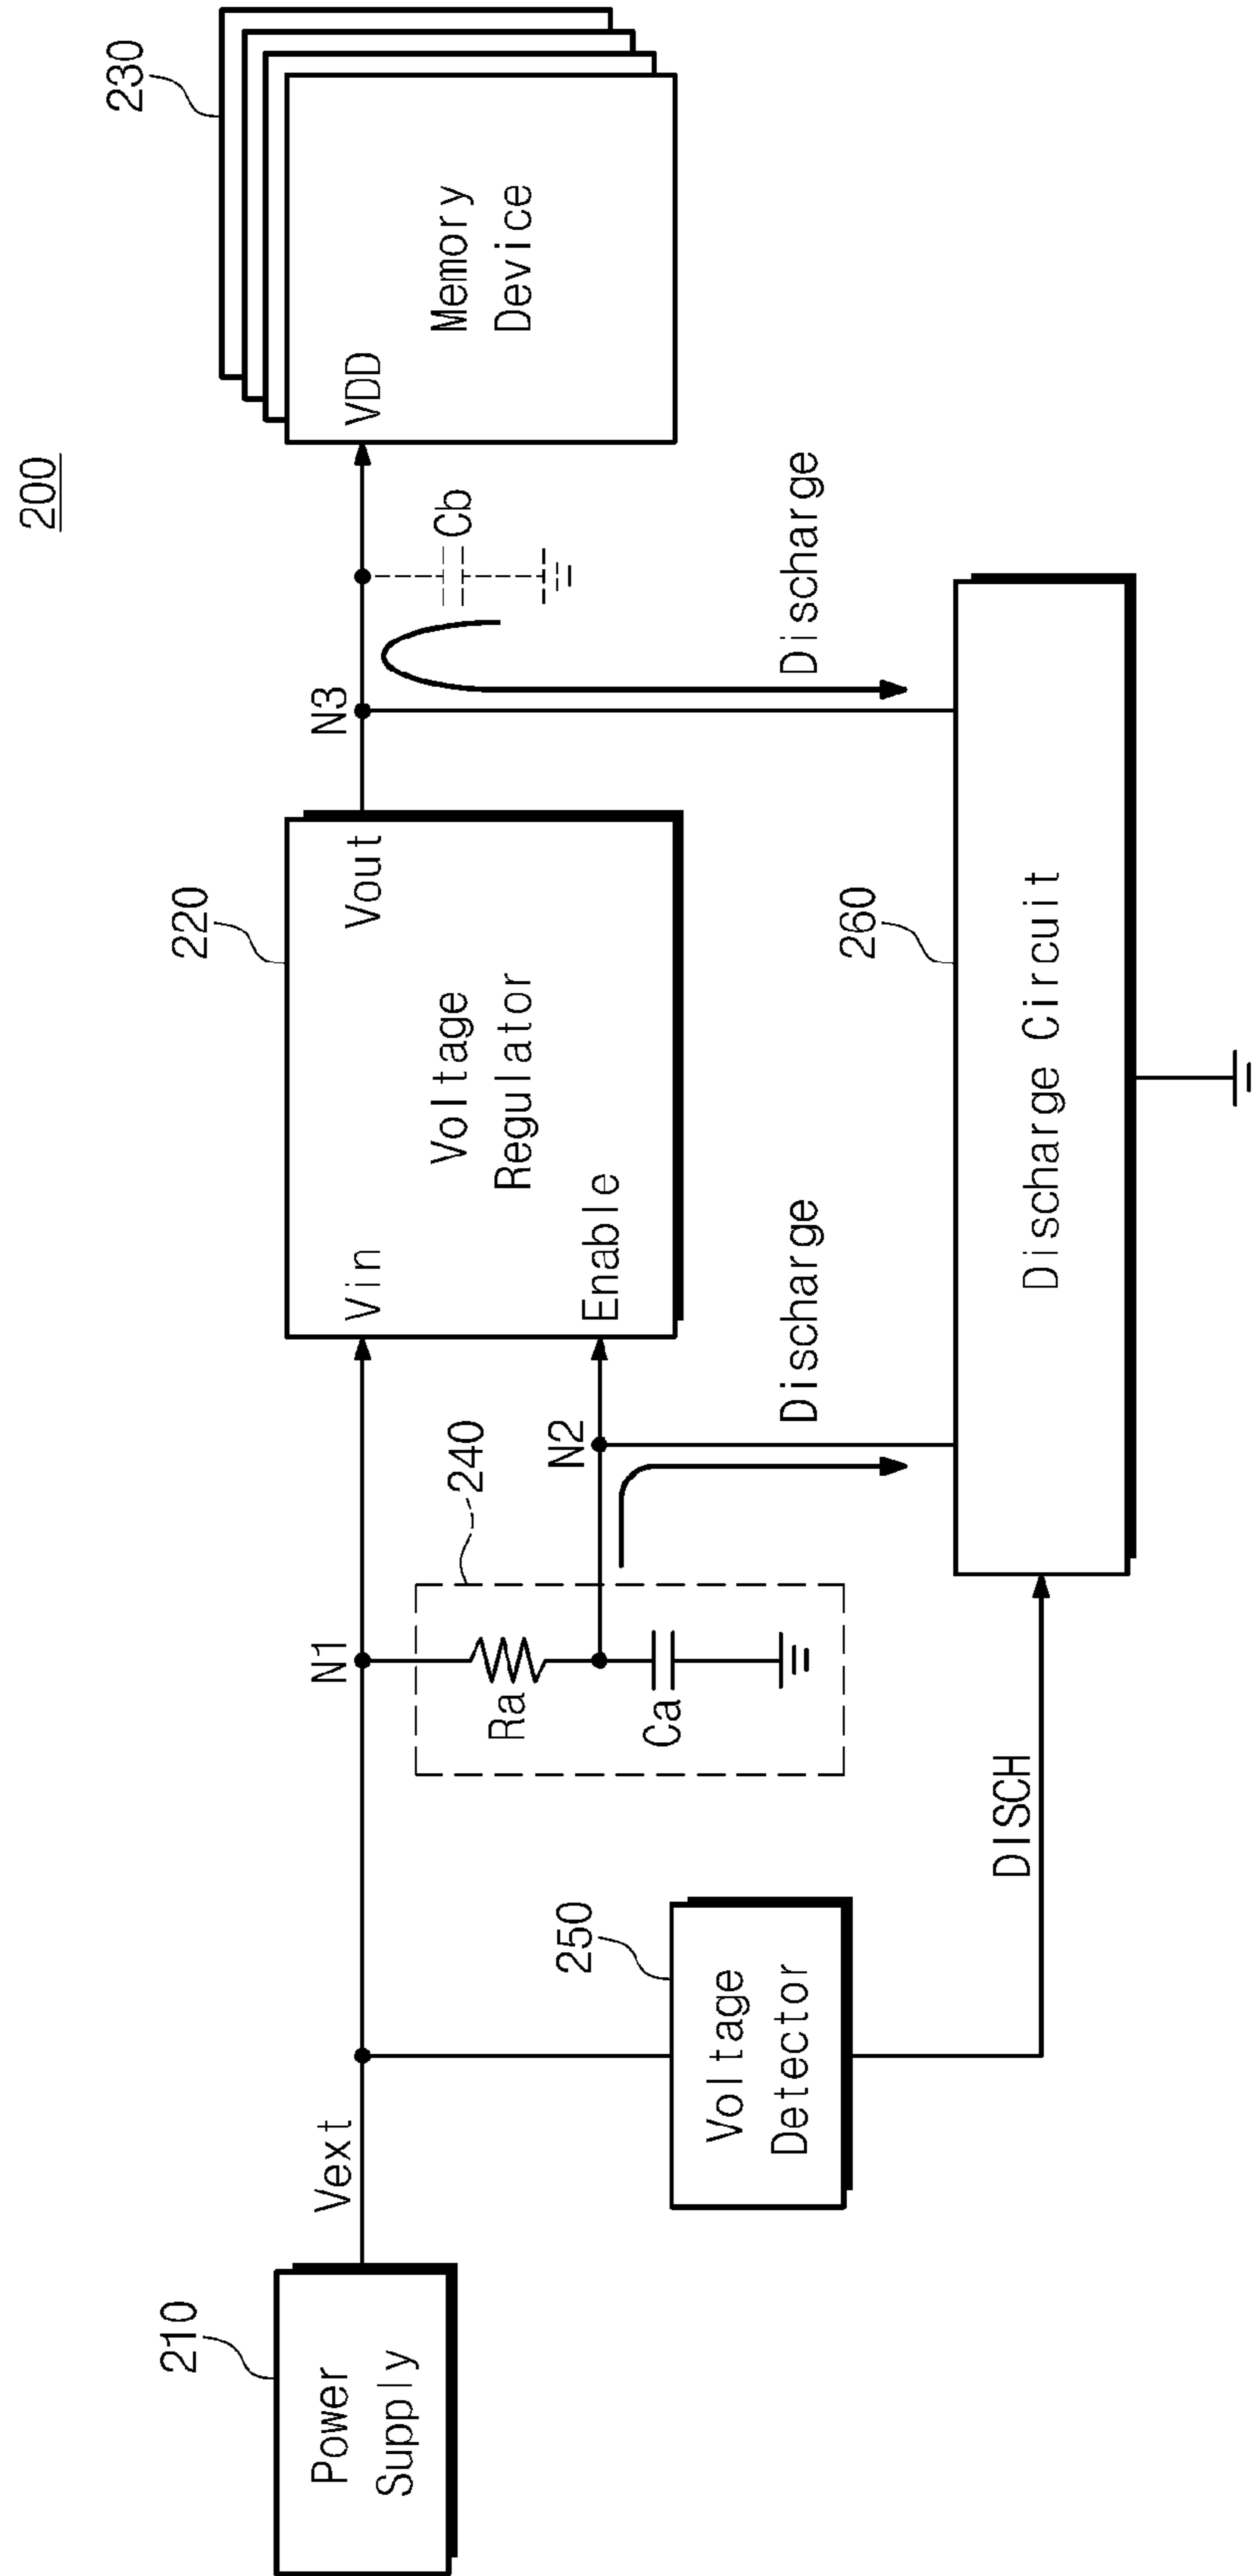 200
210
Power
Supply
Vext
250
Voltage
Detector
DISCH
N1
240
Ra
Ca
N2
220
Vin
Enable
Voltage
Regulator
Vout
N3
Cb
230
VDD
Memory
Device
Discharge
Discharge
260
Discharge Circuit